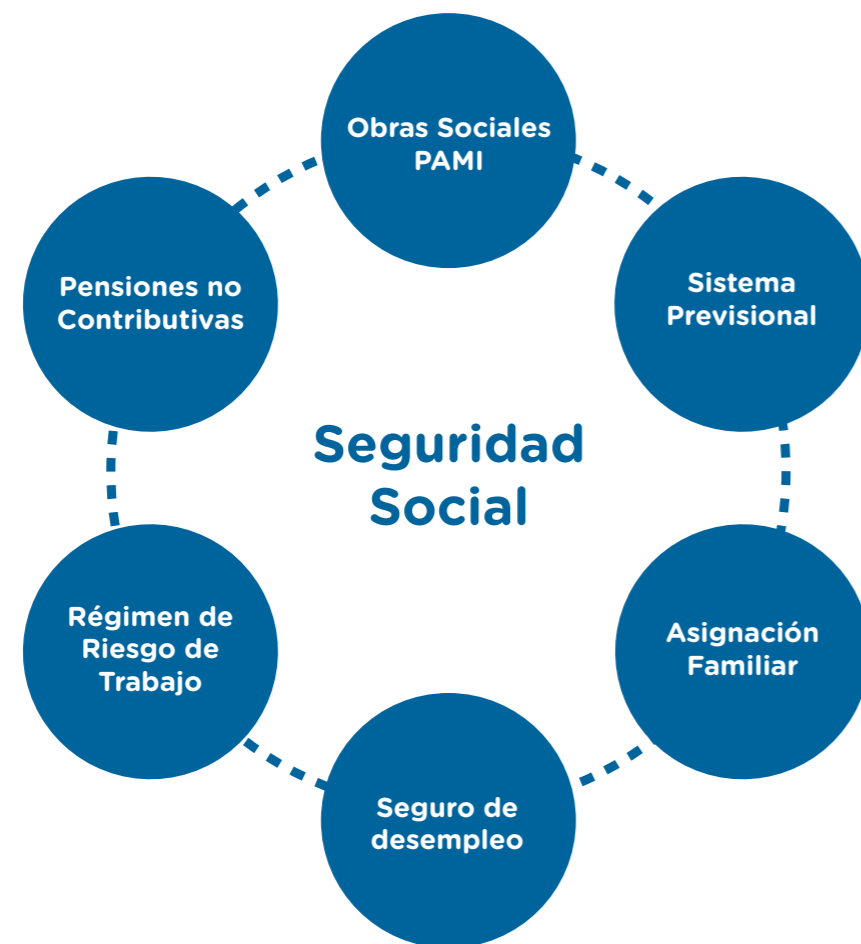 Obras Sociales
PAMI
Sistema
Previsional
Asignación
Familiar
Seguro de
desempleo
Régimen de
Riesgo de
Trabajo
Pensiones no
Contributivas
Seguridad
Social